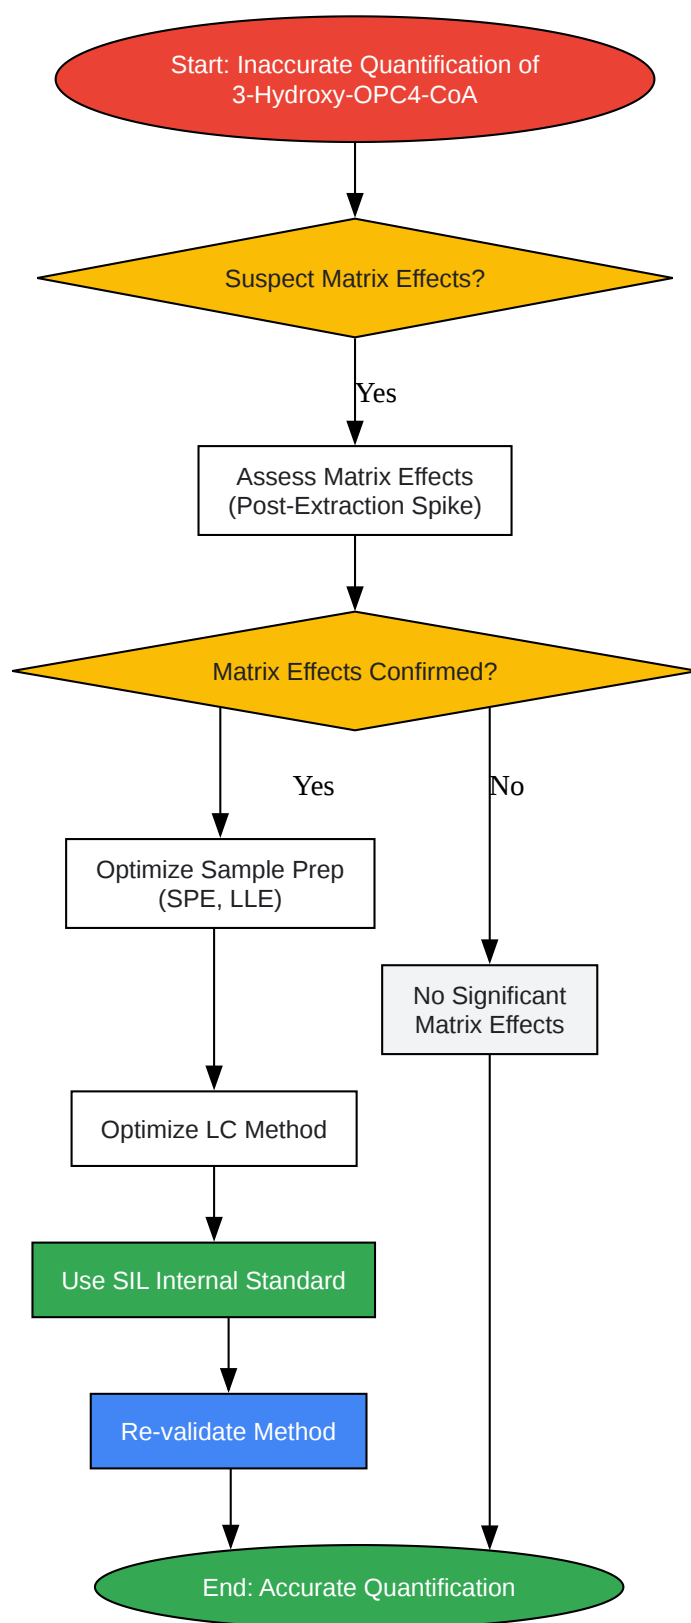 Start: Inaccurate Quantification of
3-Hydroxy-OPC4-CoA
Suspect Matrix Effects?
Yes
Assess Matrix Effects
(Post-Extraction Spike)
Matrix Effects Confirmed?
Yes
No
Optimize Sample Prep
(SPE, LLE)
No Significant
Matrix Effects
Optimize LC Method
Use SIL Internal Standard
Re-validate Method
End: Accurate Quantification